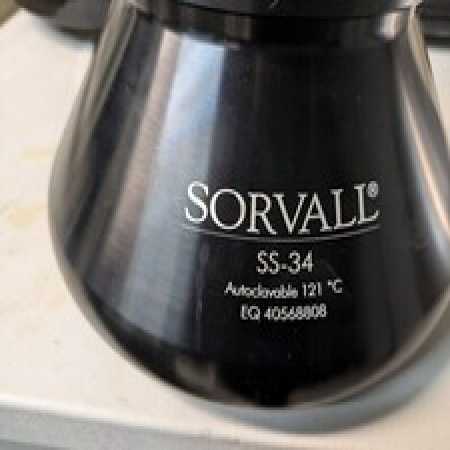 SORVALL®
SS-34
Autoclavable 121 °C
EQ 40568808